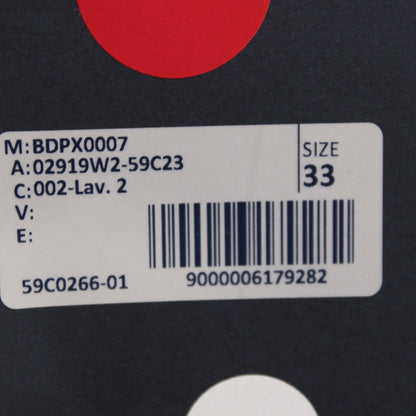 M:BDPX0007
A:02919W2-59C23
C:002-Lav. 2
V:
E:
SIZE
33
59C0266-01
9000006179282